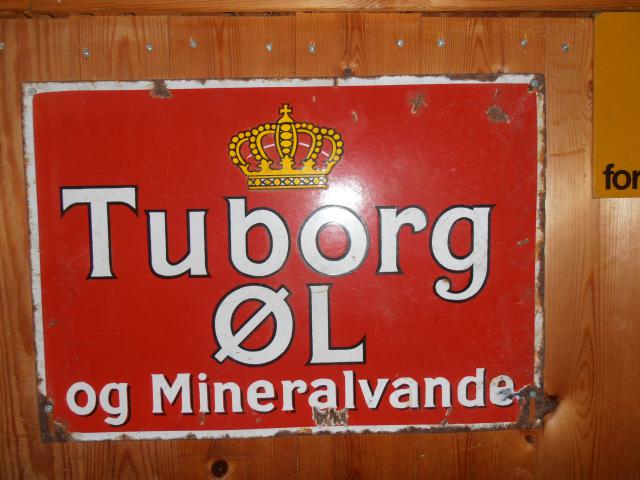 Tuborg
ØL
og Mineralvande
for